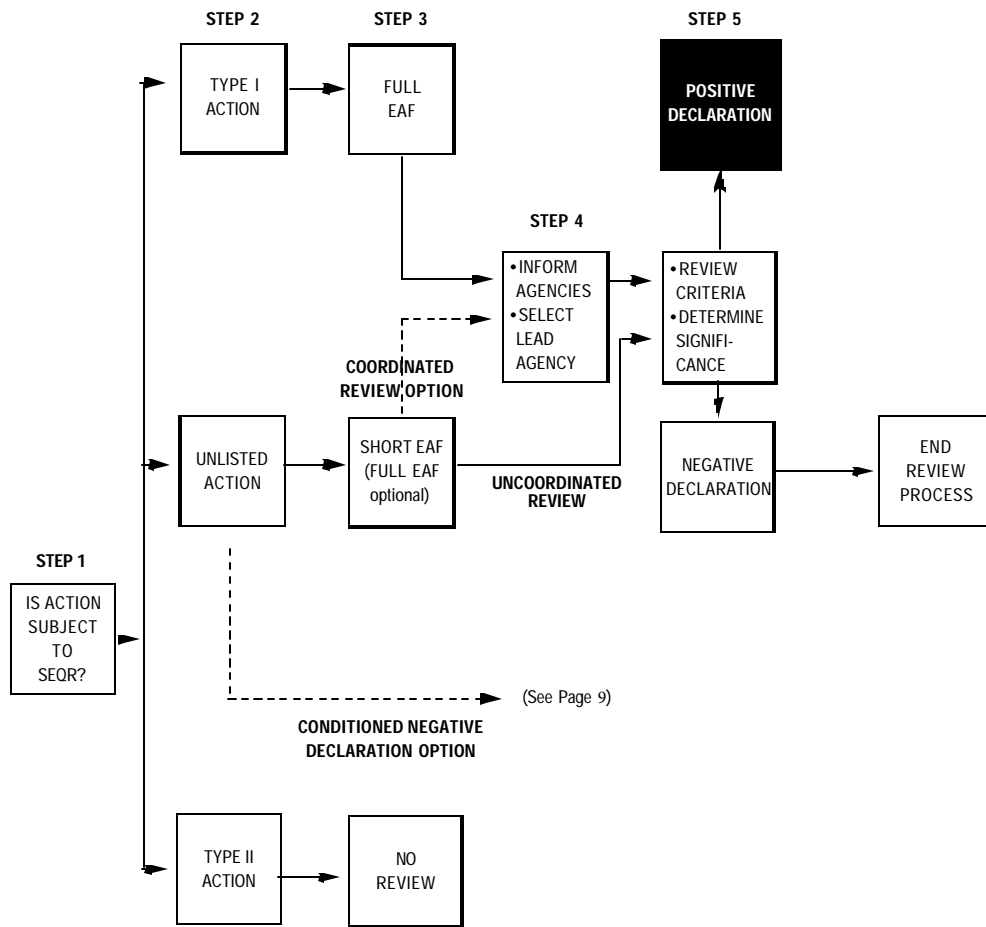 STEP 2
STEP 3
STEP 5
TYPE I
ACTION
FULL
EAF
POSITIVE
DECLARATION
STEP 4
•INFORM
AGENCIES
•SELECT
LEAD
AGENCY
•REVIEW
CRITERIA
•DETERMINE
SIGNIFI-
CANCE
COORDINATED
REVIEW OPTION
UNLISTED
ACTION
SHORT EAF
(FULL EAF
optional)
UNCOORDINATED
REVIEW
NEGATIVE
DECLARATION
END
REVIEW
PROCESS
STEP 1
IS ACTION
SUBJECT
TO
SEQR?
(See Page 9)
CONDITIONED NEGATIVE
DECLARATION OPTION
TYPE II
ACTION
NO
REVIEW